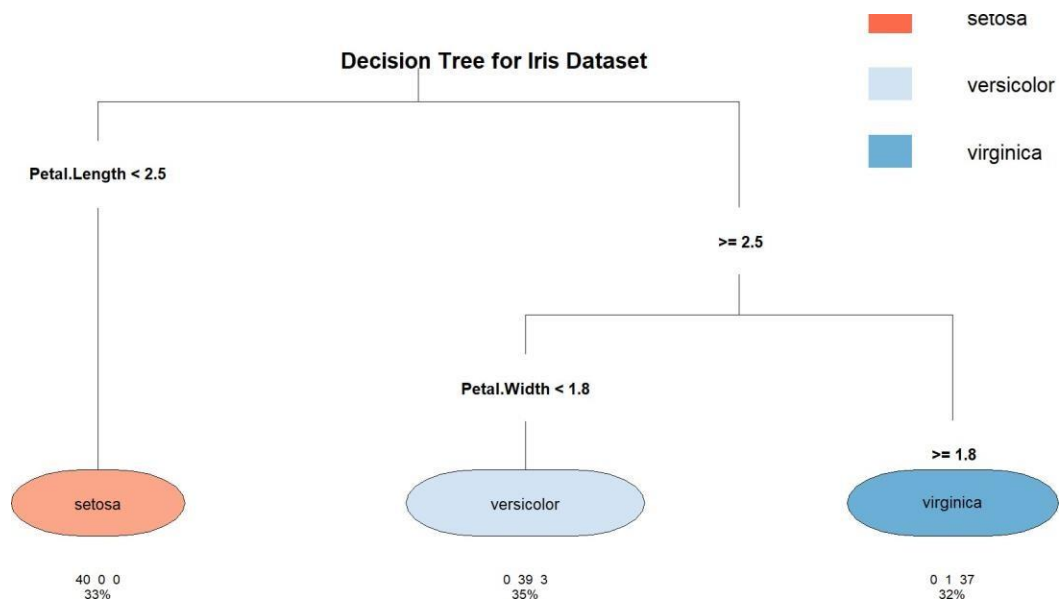 setosa
Decision Tree for Iris Dataset
versicolor
virginica
Petal.Length < 2.5
>= 2.5
Petal.Width < 1.8
>= 1.8
setosa
versicolor
virginica
40 0 0
33%
0 39 3
35%
0 1 37
32%